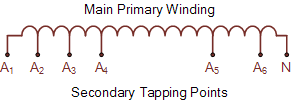 Main Primary Winding
A₁ A₂ A₃ A₄ A₅ A₆ N
Secondary Tapping Points